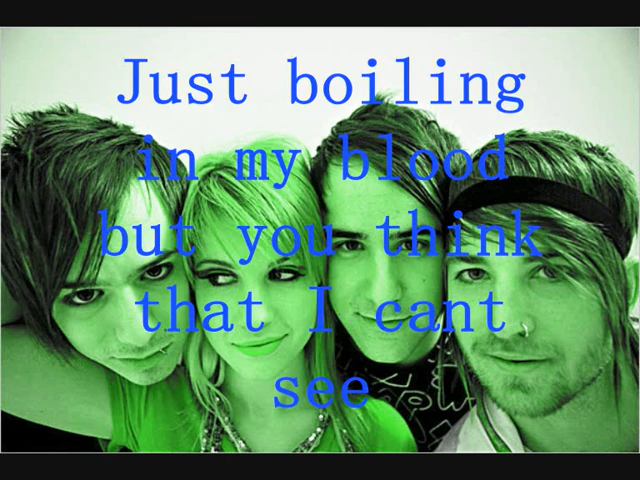 Just boiling
in my blood
but you think
that I cant
see